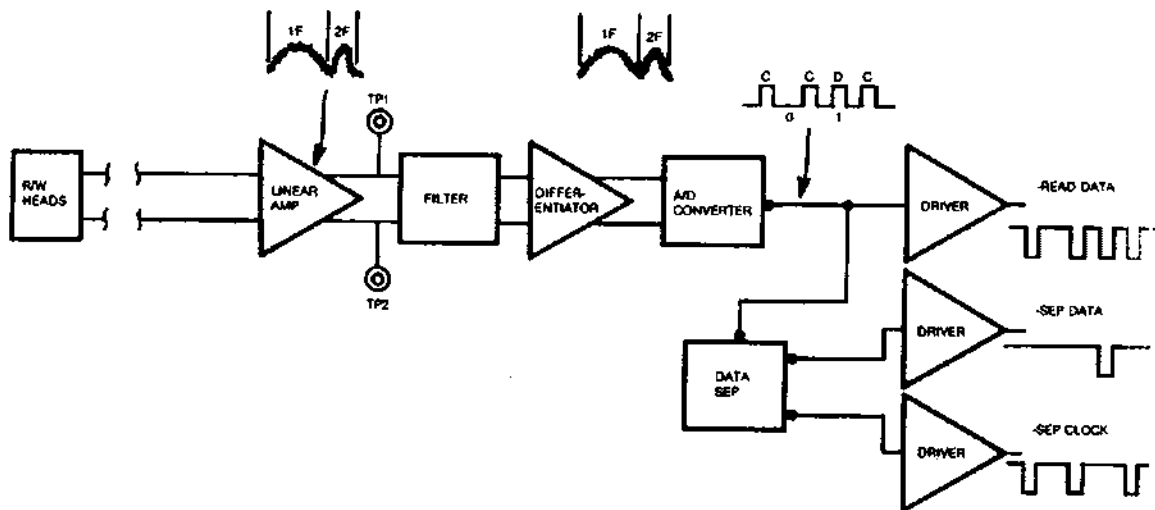 1F 2F
1F 2F
C C D C
0 1
TP1
R/W
HEADS
LINEAR
AMP
FILTER
DIFFER-
ENTIATOR
A/D
CONVERTER
DRIVER
-READ DATA
TP2
DATA
SEP
DRIVER
-SEP DATA
DRIVER
-SEP CLOCK